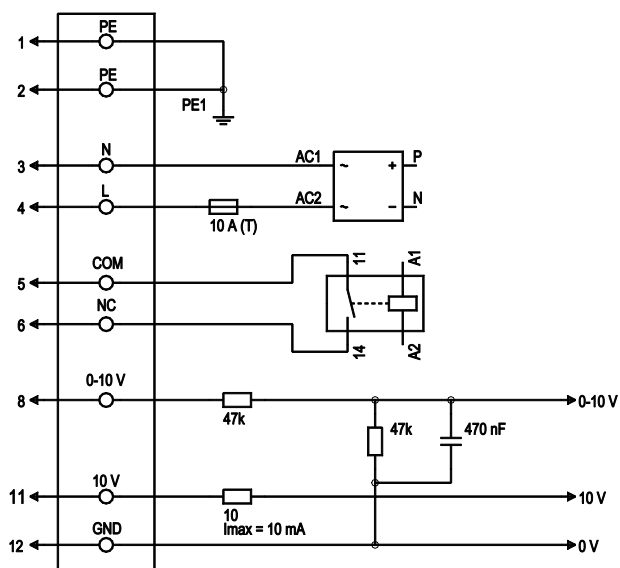 1
PE
2
PE
PE1
3
N
AC1
~
+
P
4
L
10 A (T)
AC2
~
−
N
5
COM
11
A1
6
NC
14
A2
8
0-10 V
47k
47k
470 nF
0-10 V
11
10 V
10
Imax = 10 mA
10 V
12
GND
0 V